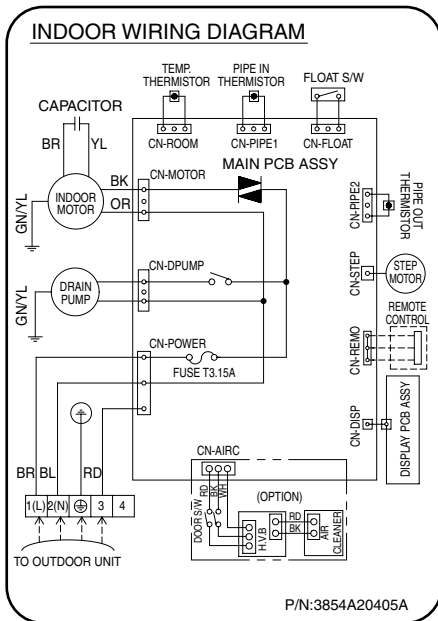 INDOOR WIRING DIAGRAM
TEMP.
THERMISTOR
PIPE IN
THERMISTOR
FLOAT S/W
CAPACITOR
BR
YL
CN-ROOM
CN-PIPE1
CN-FLOAT
MAIN PCB ASSY
CN-MOTOR
BK
OR
INDOOR
MOTOR
GN/YL
CN-PIPE2
PIPE OUT
THERMISTOR
CN-DPUMP
DRAIN
PUMP
GN/YL
CN-STEP
STEP
MOTOR
REMOTE
CONTROL
CN-REMO
CN-POWER
FUSE T3.15A
CN-DISP
DISPLAY PCB ASSY
BR
BL
RD
1(L)
2(N)
3
4
TO OUTDOOR UNIT
CN-AIRC
RD
BK
WH
(OPTION)
DOOR S/W
H.V.B
RD
BK
AIR
CLEANER
P/N:3854A20405A